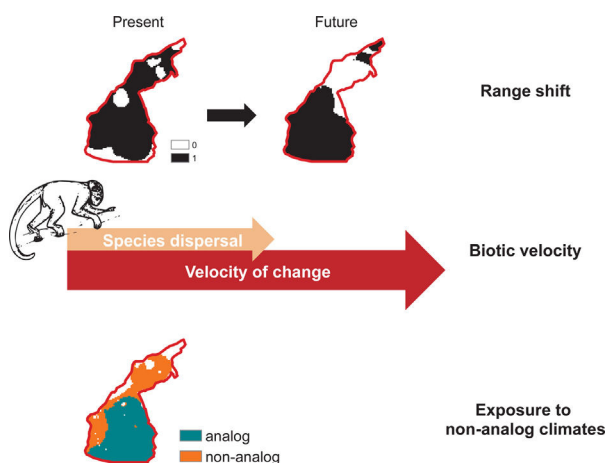 Present
Future
Range shift
0
1
Species dispersal
Velocity of change
Biotic velocity
analog
non-analog
Exposure to
non-analog climates